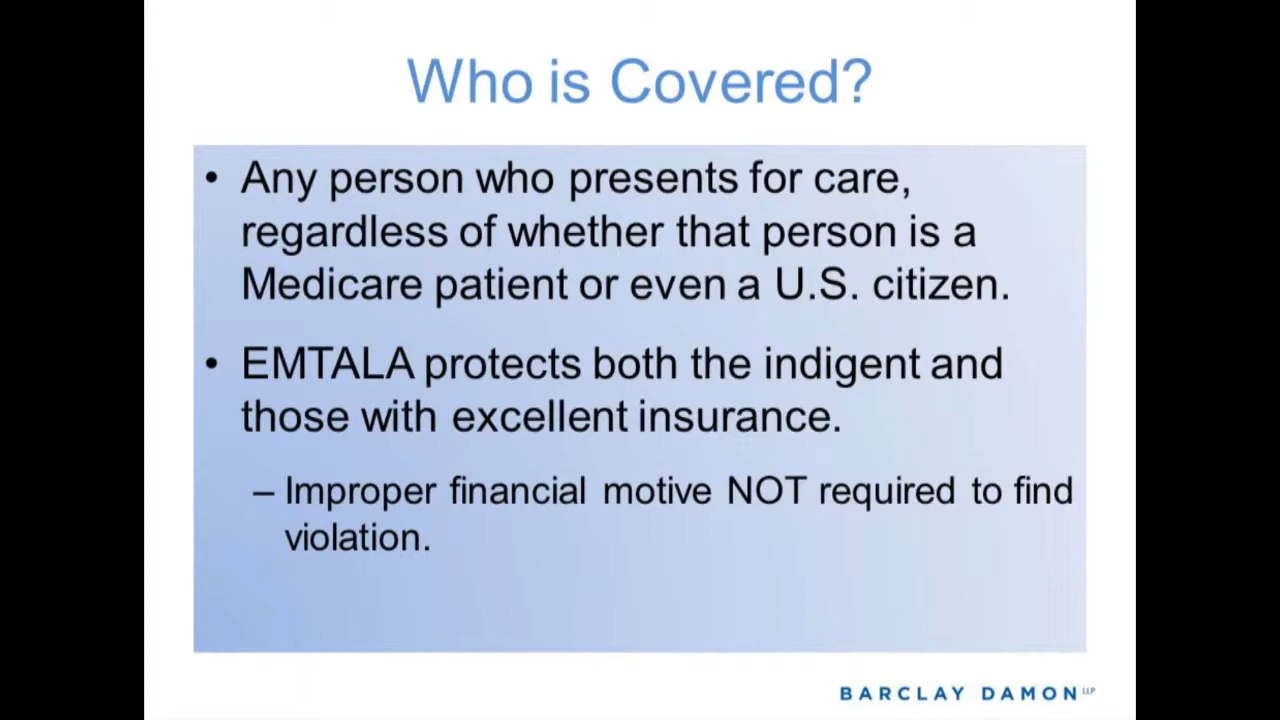 Who is Covered?
• Any person who presents for care,
regardless of whether that person is a
Medicare patient or even a U.S. citizen.
• EMTALA protects both the indigent and
those with excellent insurance.
– Improper financial motive NOT required to find
violation.
BARCLAY DAMON LLP